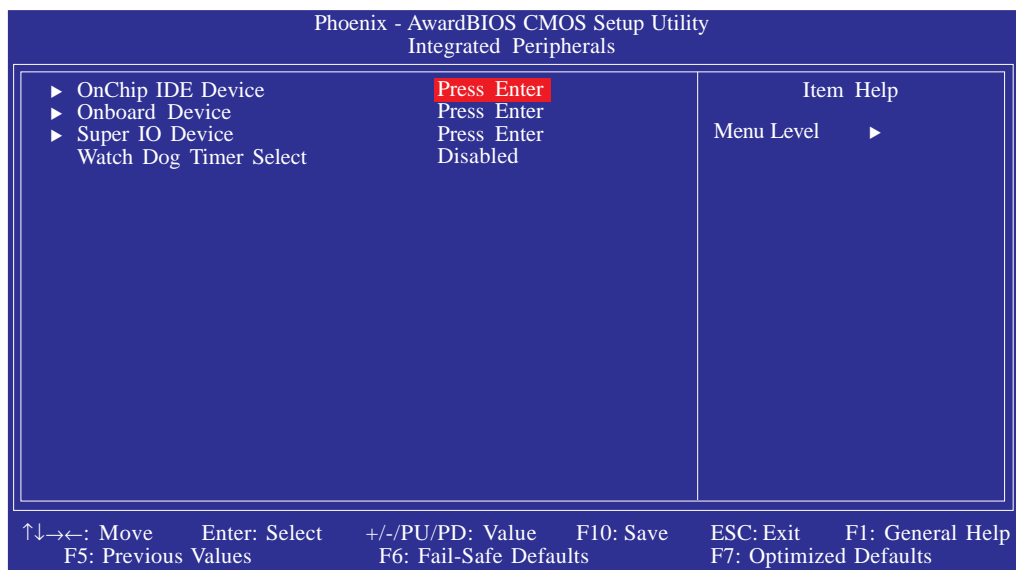 Phoenix - AwardBIOS CMOS Setup Utility
Integrated Peripherals
► OnChip IDE Device Press Enter
► Onboard Device Press Enter
► Super IO Device Press Enter
Watch Dog Timer Select Disabled
Item Help
Menu Level ►
↑↓→←: Move Enter: Select +/-/PU/PD: Value F10: Save ESC: Exit F1: General Help
F5: Previous Values F6: Fail-Safe Defaults F7: Optimized Defaults